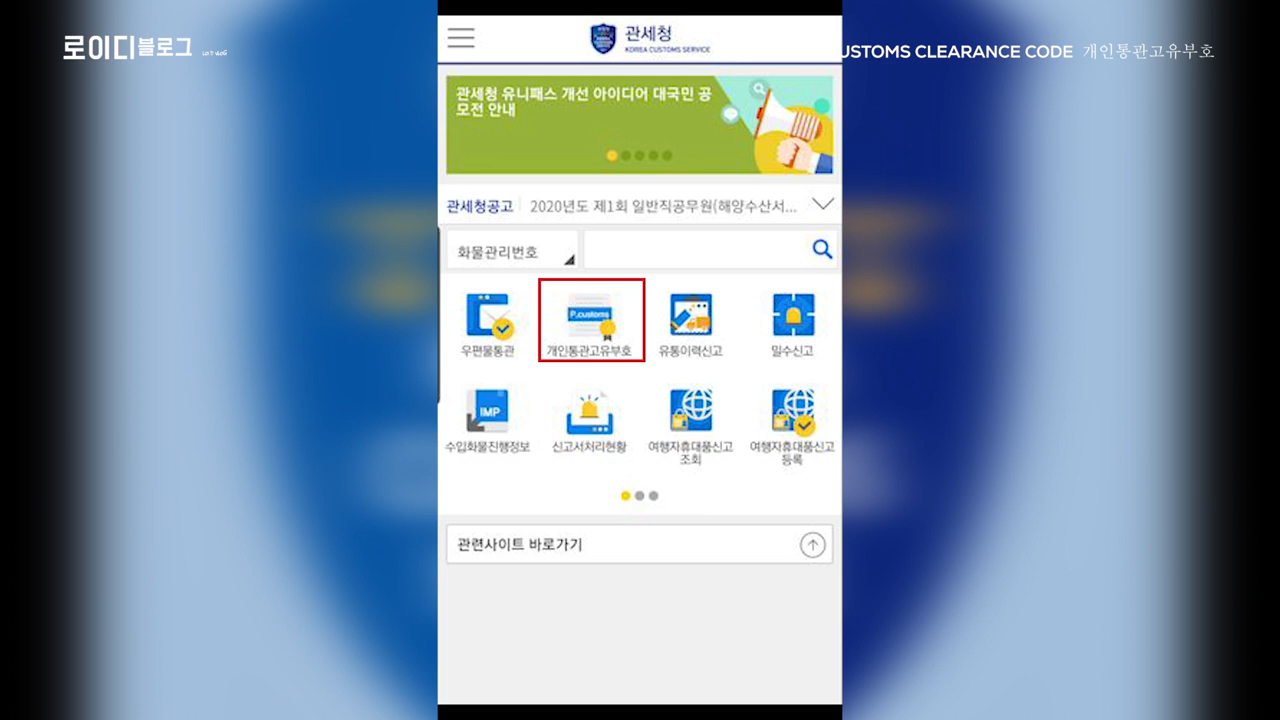 로이디블로그
관세청
KOREA CUSTOMS SERVICE
USTOMS CLEARANCE CODE 개인통관고유부호
관세청 유니패스 개선 아이디어 대국민 공
모전 안내
관세청공고 2020년도 제1회 일반직공무원(해양수산서...
화물관리번호
P.customs
우편물통관 개인통관고유부호 유통이력신고 밀수신고
IMP
수입화물진행정보 신고서처리현황 여행자휴대품신고 조회 여행자휴대품신고 등록
관련사이트 바로가기